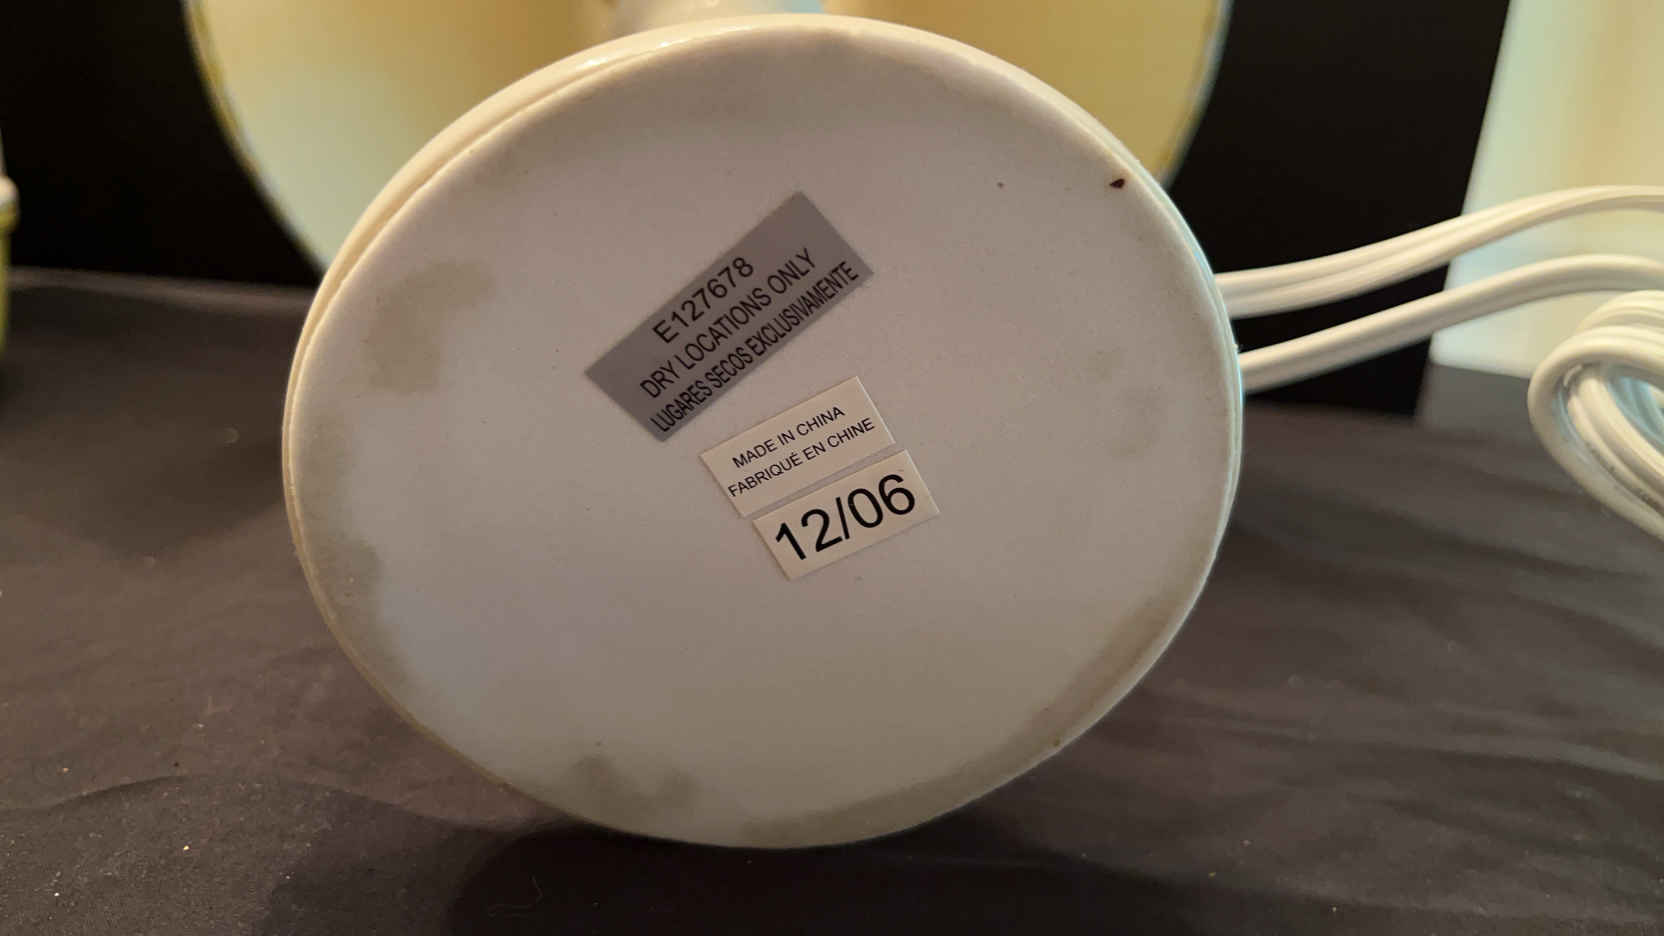 E127678
DRY LOCATIONS ONLY
LUGARES SECOS EXCLUSIVAMENTE
MADE IN CHINA
FABRIQUÉ EN CHINE
12/06